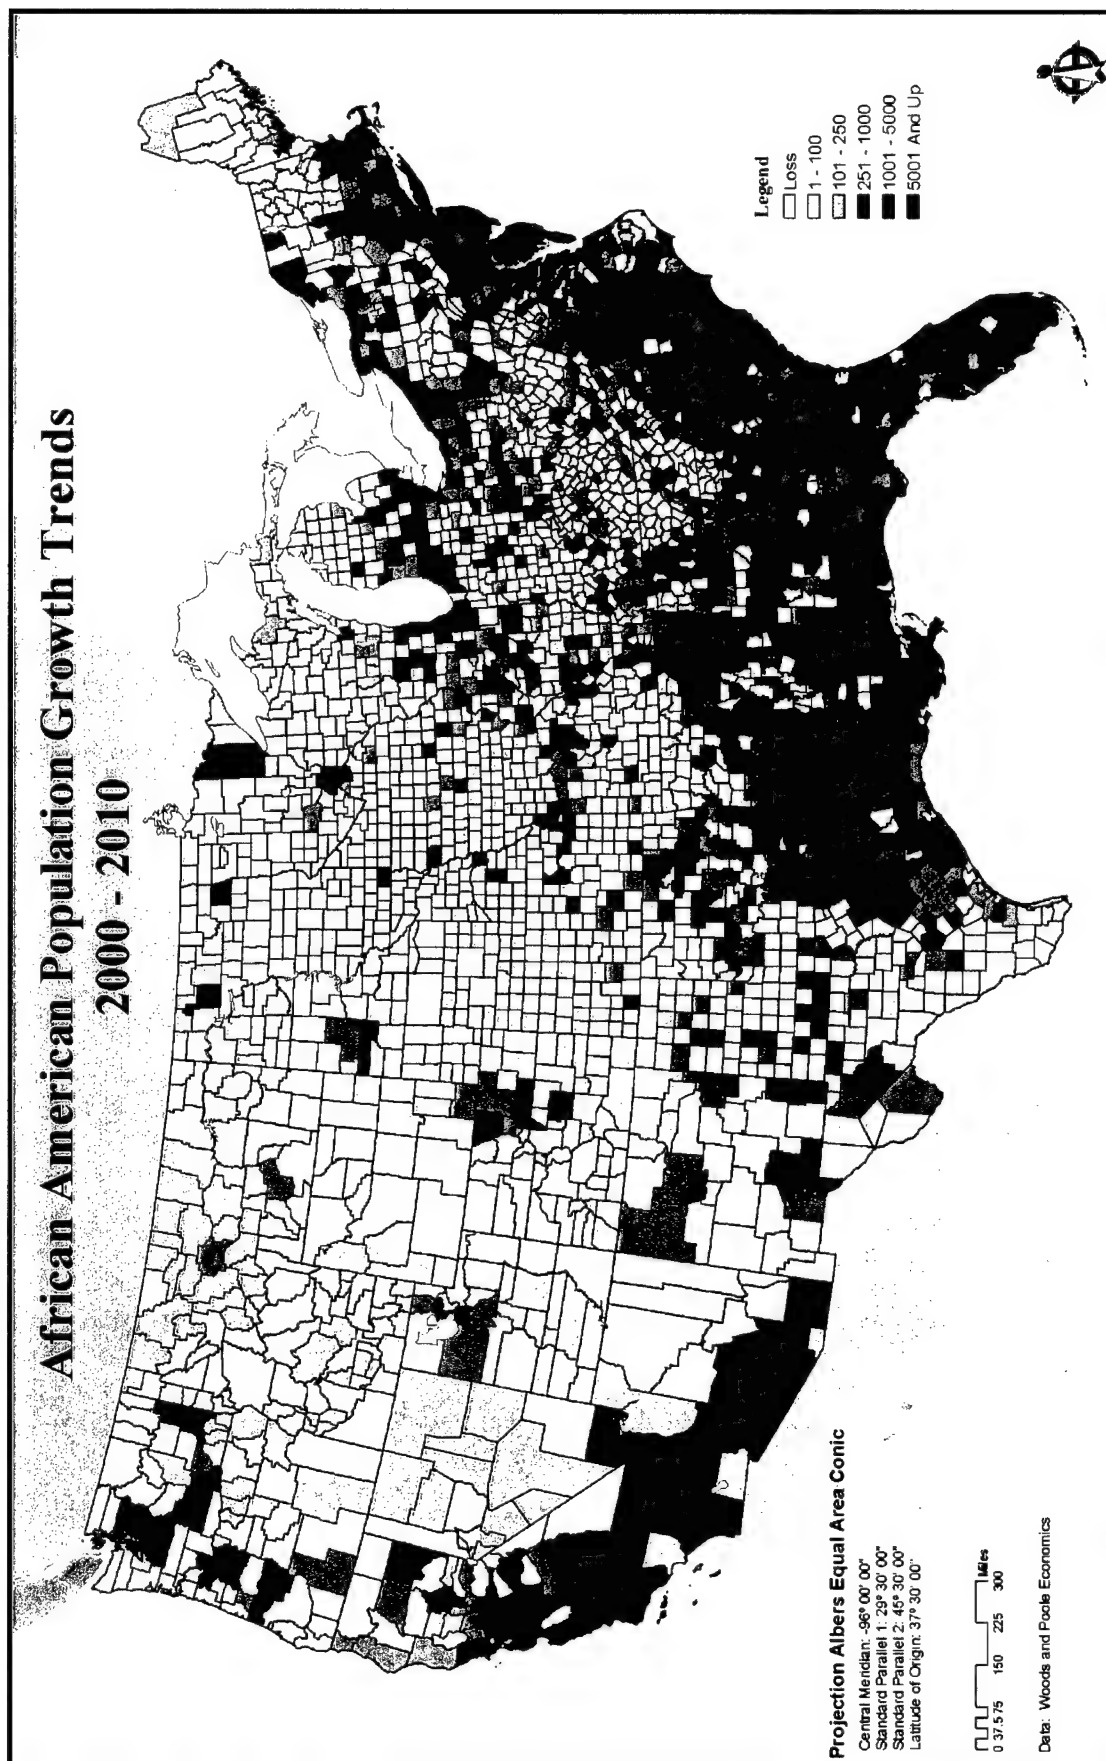 African American Population Growth Trends
2000 - 2010
Legend
Loss
1 - 100
101 - 250
251 - 1000
1001 - 5000
5001 And Up
Projection Albers Equal Area Conic
Central Meridian: -96° 00' 00"
Standard Parallel 1: 29° 30' 00"
Standard Parallel 2: 45° 30' 00"
Latitude of Origin: 37° 30' 00"
Miles
0 37.5 75 150 225 300
Data: Woods and Poole Economics